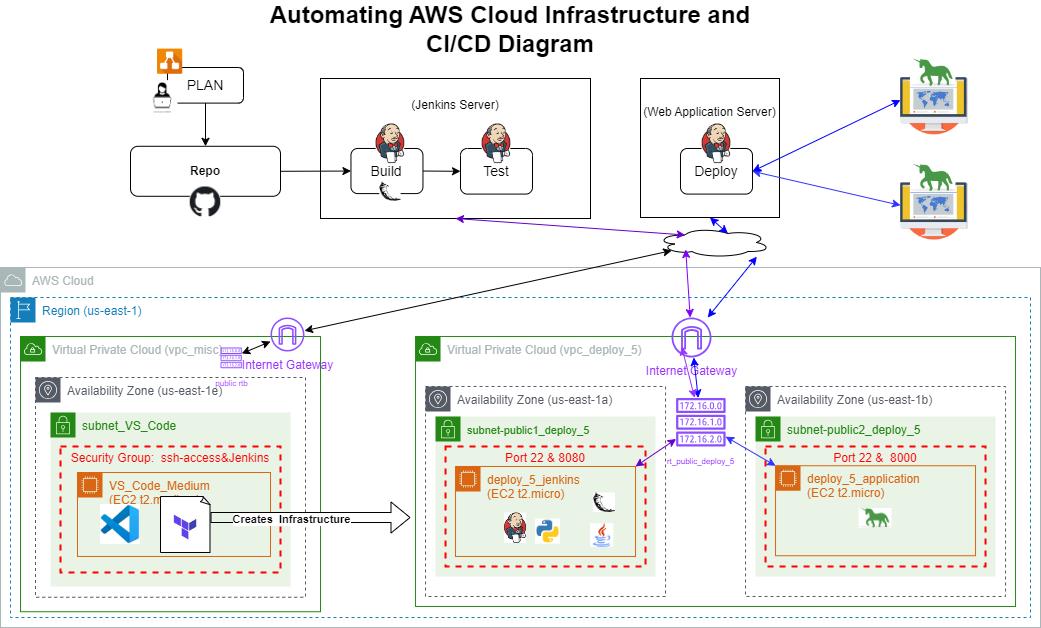 Automating AWS Cloud Infrastructure and
CI/CD Diagram
PLAN
(Jenkins Server)
(Web Application Server)
Repo
Build
Test
Deploy
AWS Cloud
Region (us-east-1)
Virtual Private Cloud (vpc_misc)
Internet Gateway
public rtb
Availability Zone (us-east-1e)
subnet_VS_Code
Security Group: ssh-access&Jenkins
VS_Code_Medium
(EC2 t2.
Creates Infrastructure
Virtual Private Cloud (vpc_deploy_5)
Internet Gateway
Availability Zone (us-east-1a)
subnet-public1_deploy_5
Port 22 & 8080
deploy_5_jenkins
(EC2 t2.micro)
172.16.0.0
172.16.1.0
172.16.2.0
rt_public_deploy_5
Availability Zone (us-east-1b)
subnet-public2_deploy_5
Port 22 & 8000
deploy_5_application
(EC2 t2.micro)